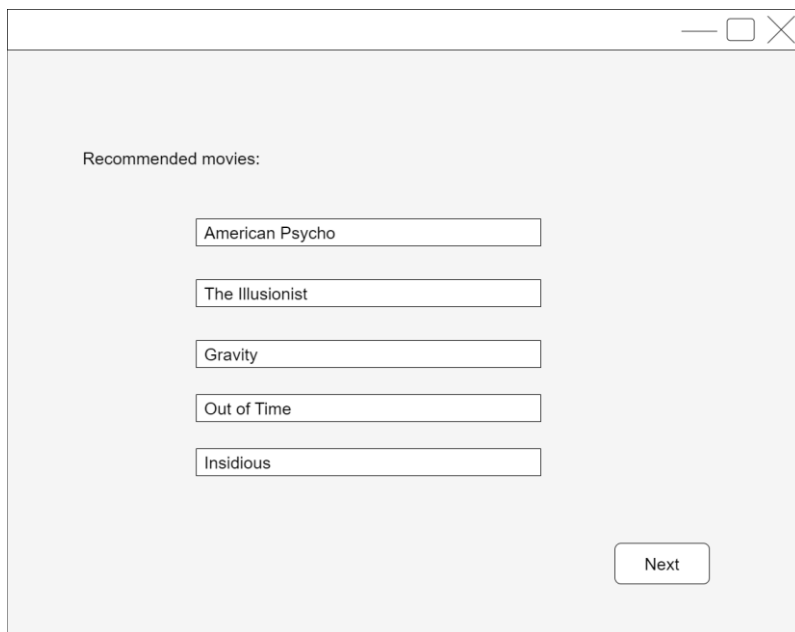 Recommended movies:
American Psycho
The Illusionist
Gravity
Out of Time
Insidious
Next